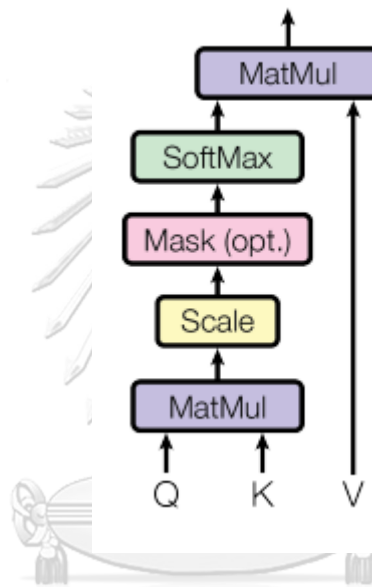 MatMul
SoftMax
Mask (opt.)
Scale
MatMul
Q K V